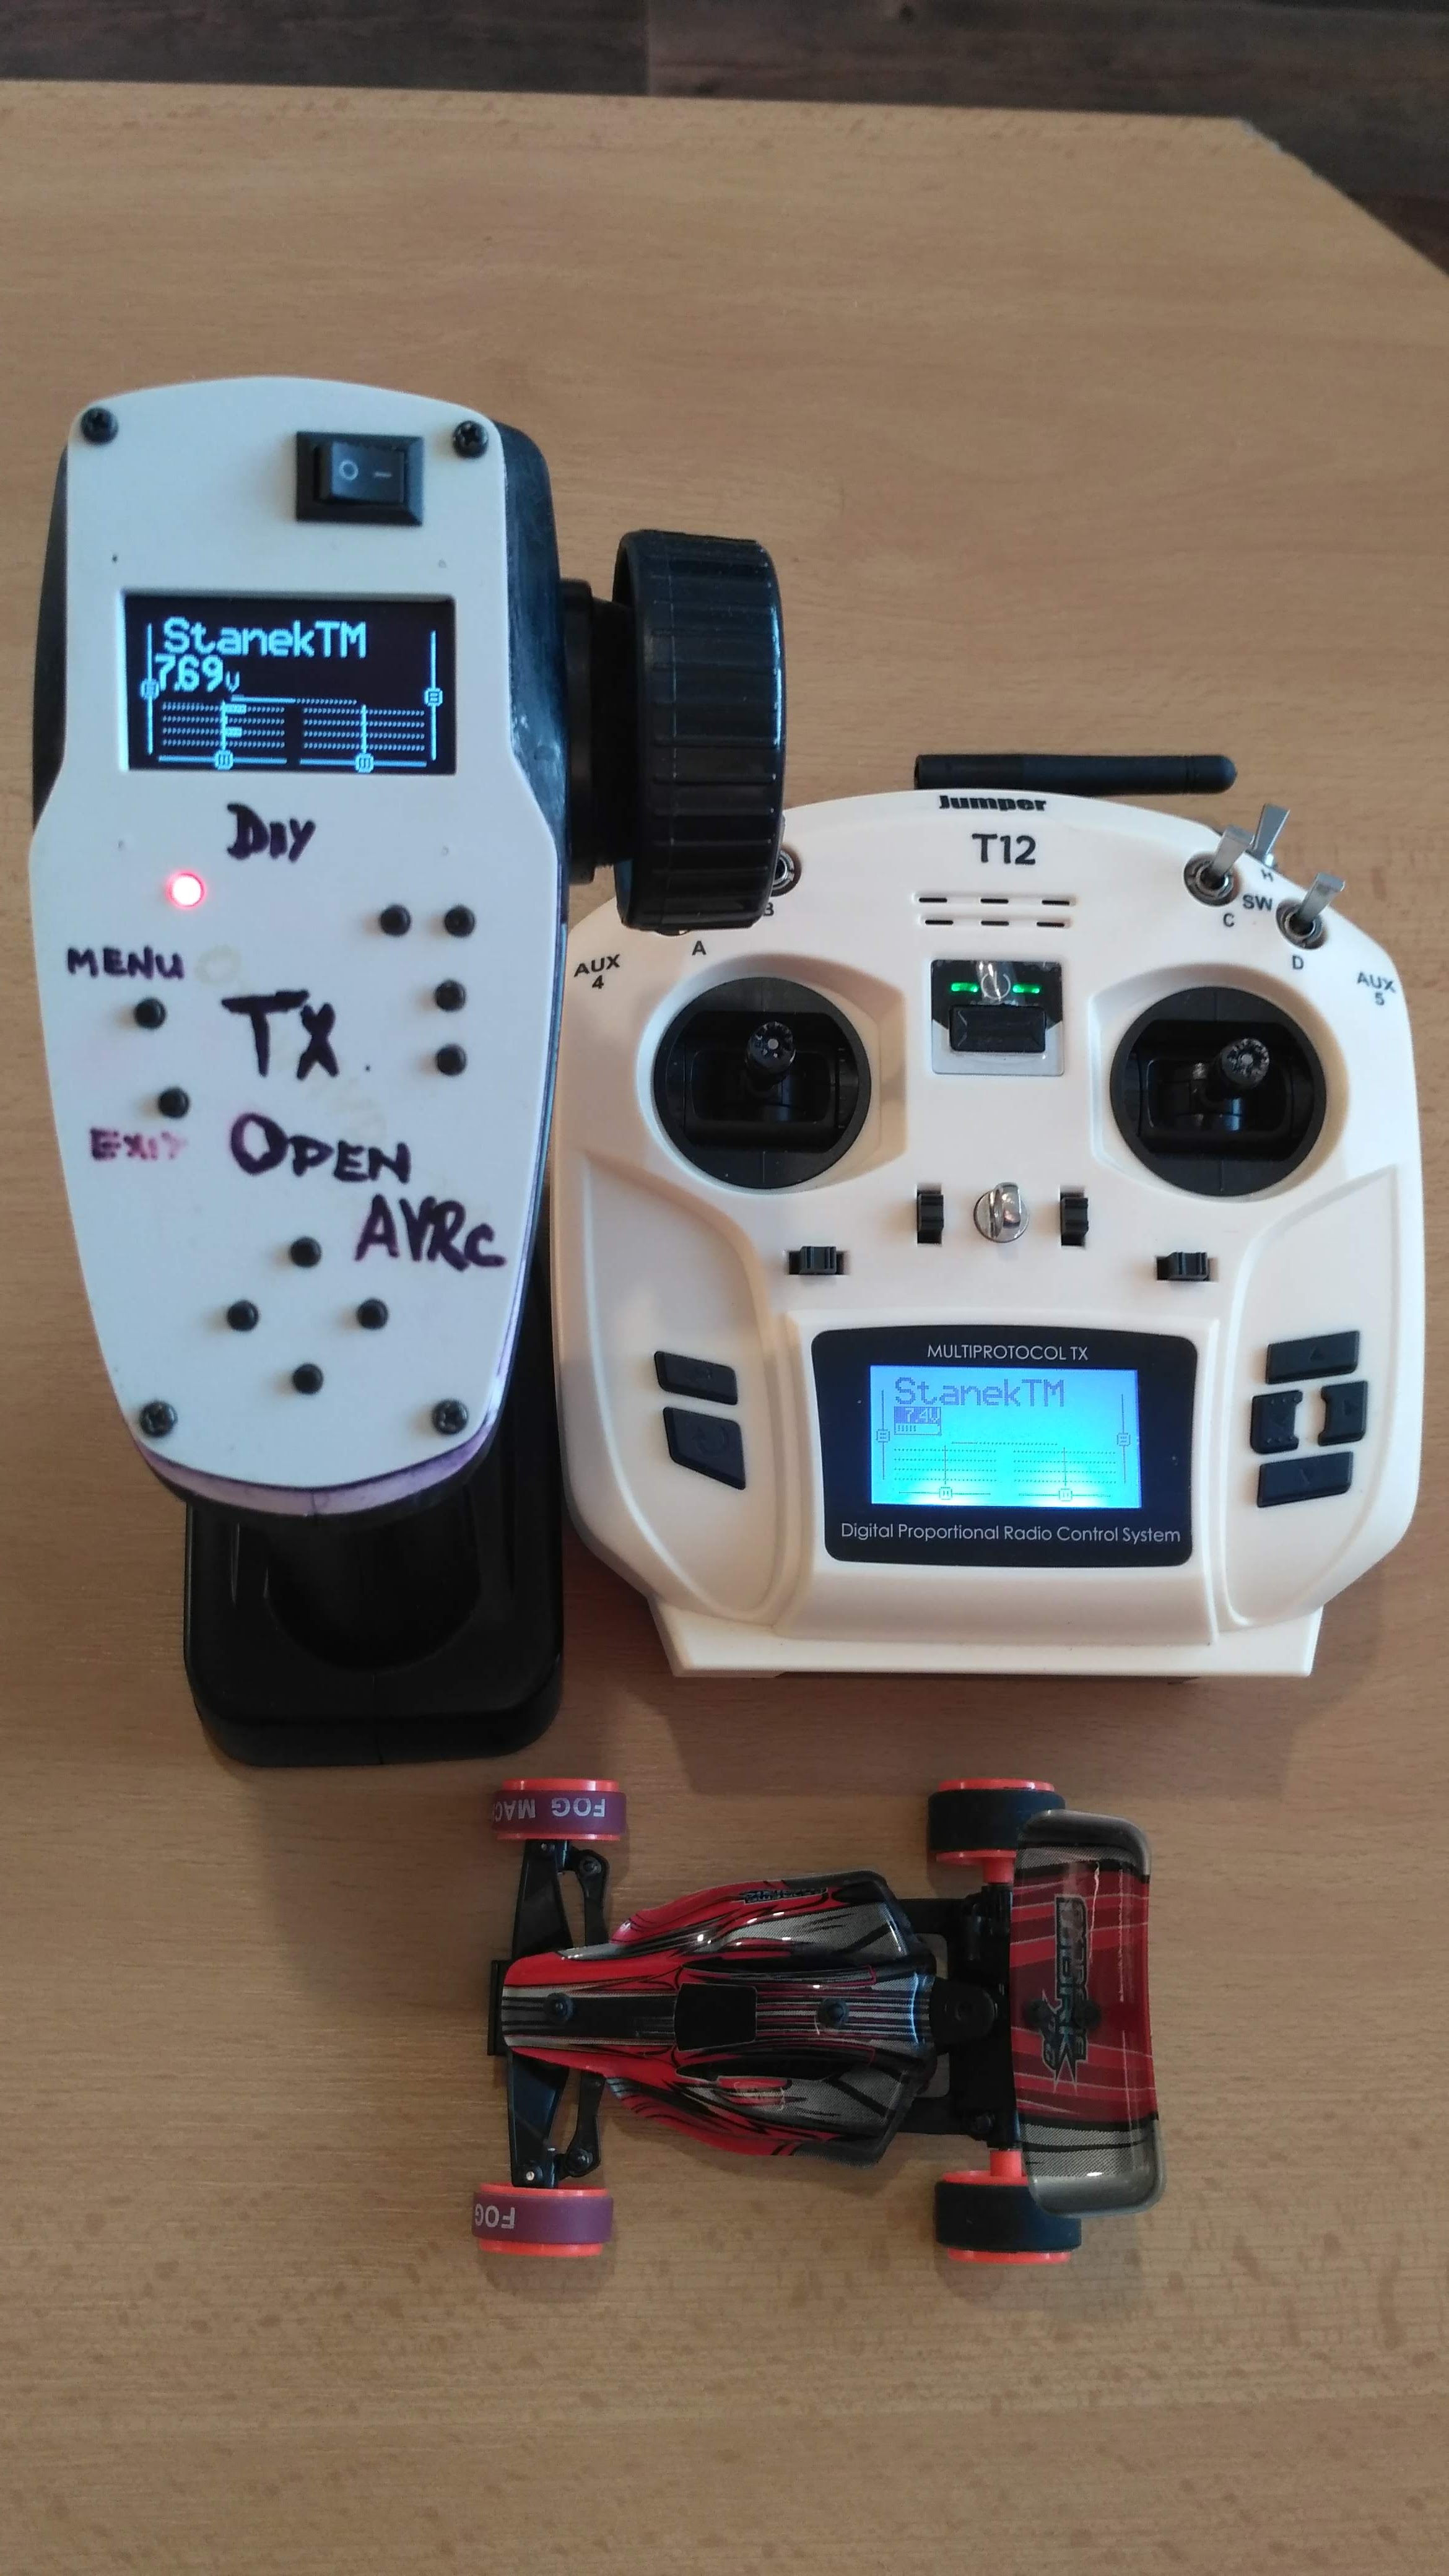 StanekTM
7.69v
DIY
MENU
TX
EXIT
OPEN
AVRC
Jumper
T12
B
A
AUX
4
H
SW
C
D
AUX
5
MULTIPROTOCOL TX
StanekTM
7.4V
Digital Proportional Radio Control System
FOG MAC
FOG